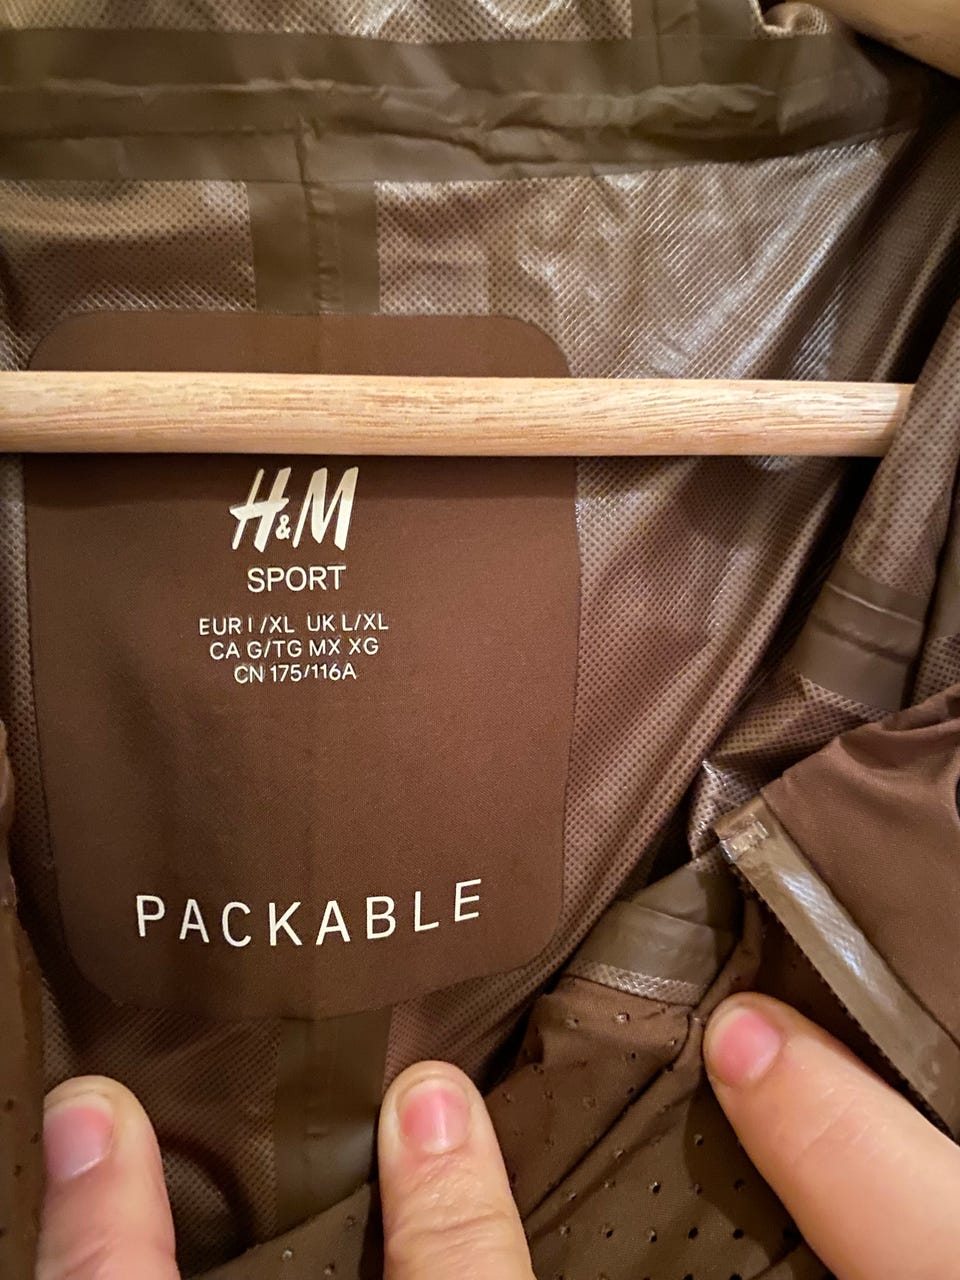 H&M
SPORT
EUR L/XL UK L/XL
CA G/TG MX XG
CN 175/116A
PACKABLE